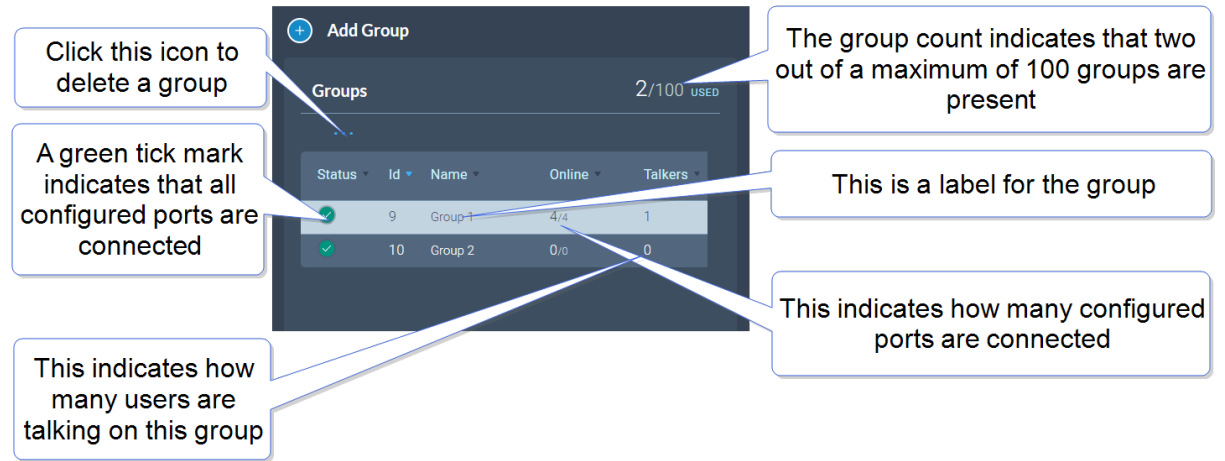 Add Group
Groups
2/100 USED
Status Id Name Online Talkers
9 Group 1 4/4 1
10 Group 2 0/0 0
Click this icon to
delete a group
A green tick mark
indicates that all
configured ports are
connected
This indicates how
many users are
talking on this group
The group count indicates that two
out of a maximum of 100 groups are
present
This is a label for the group
This indicates how many configured
ports are connected